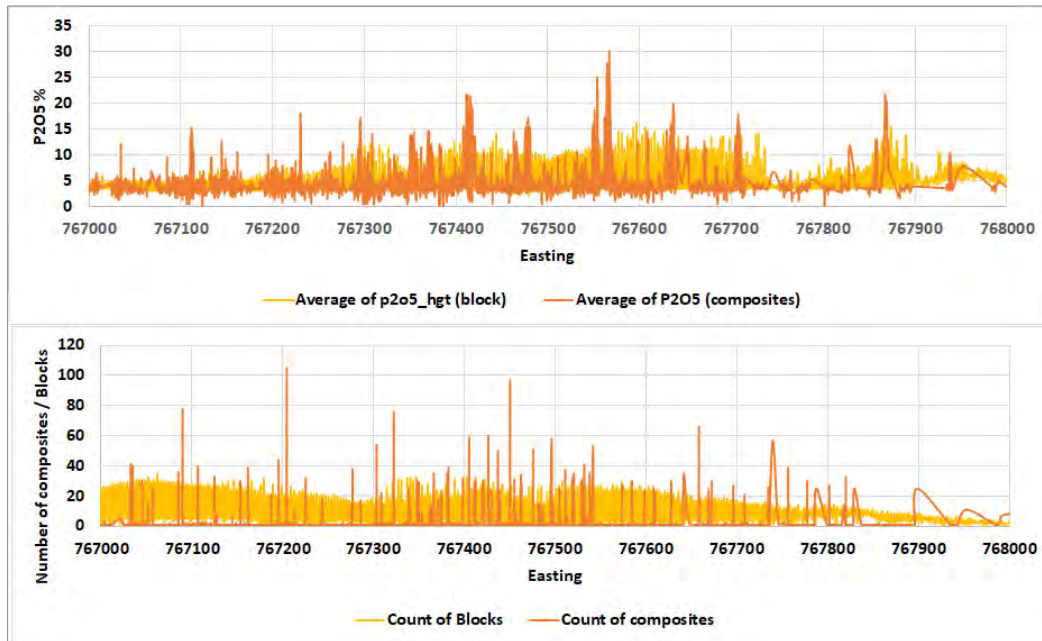 35
30
25
20
15
10
5
0
P2O5 %
767000 767100 767200 767300 767400 767500 767600 767700 767800 767900 768000
Easting
Average of p2o5_hgt (block) Average of P2O5 (composites)
120
100
80
60
40
20
0
Number of composites / Blocks
767000 767100 767200 767300 767400 767500 767600 767700 767800 767900 768000
Easting
Count of Blocks Count of composites